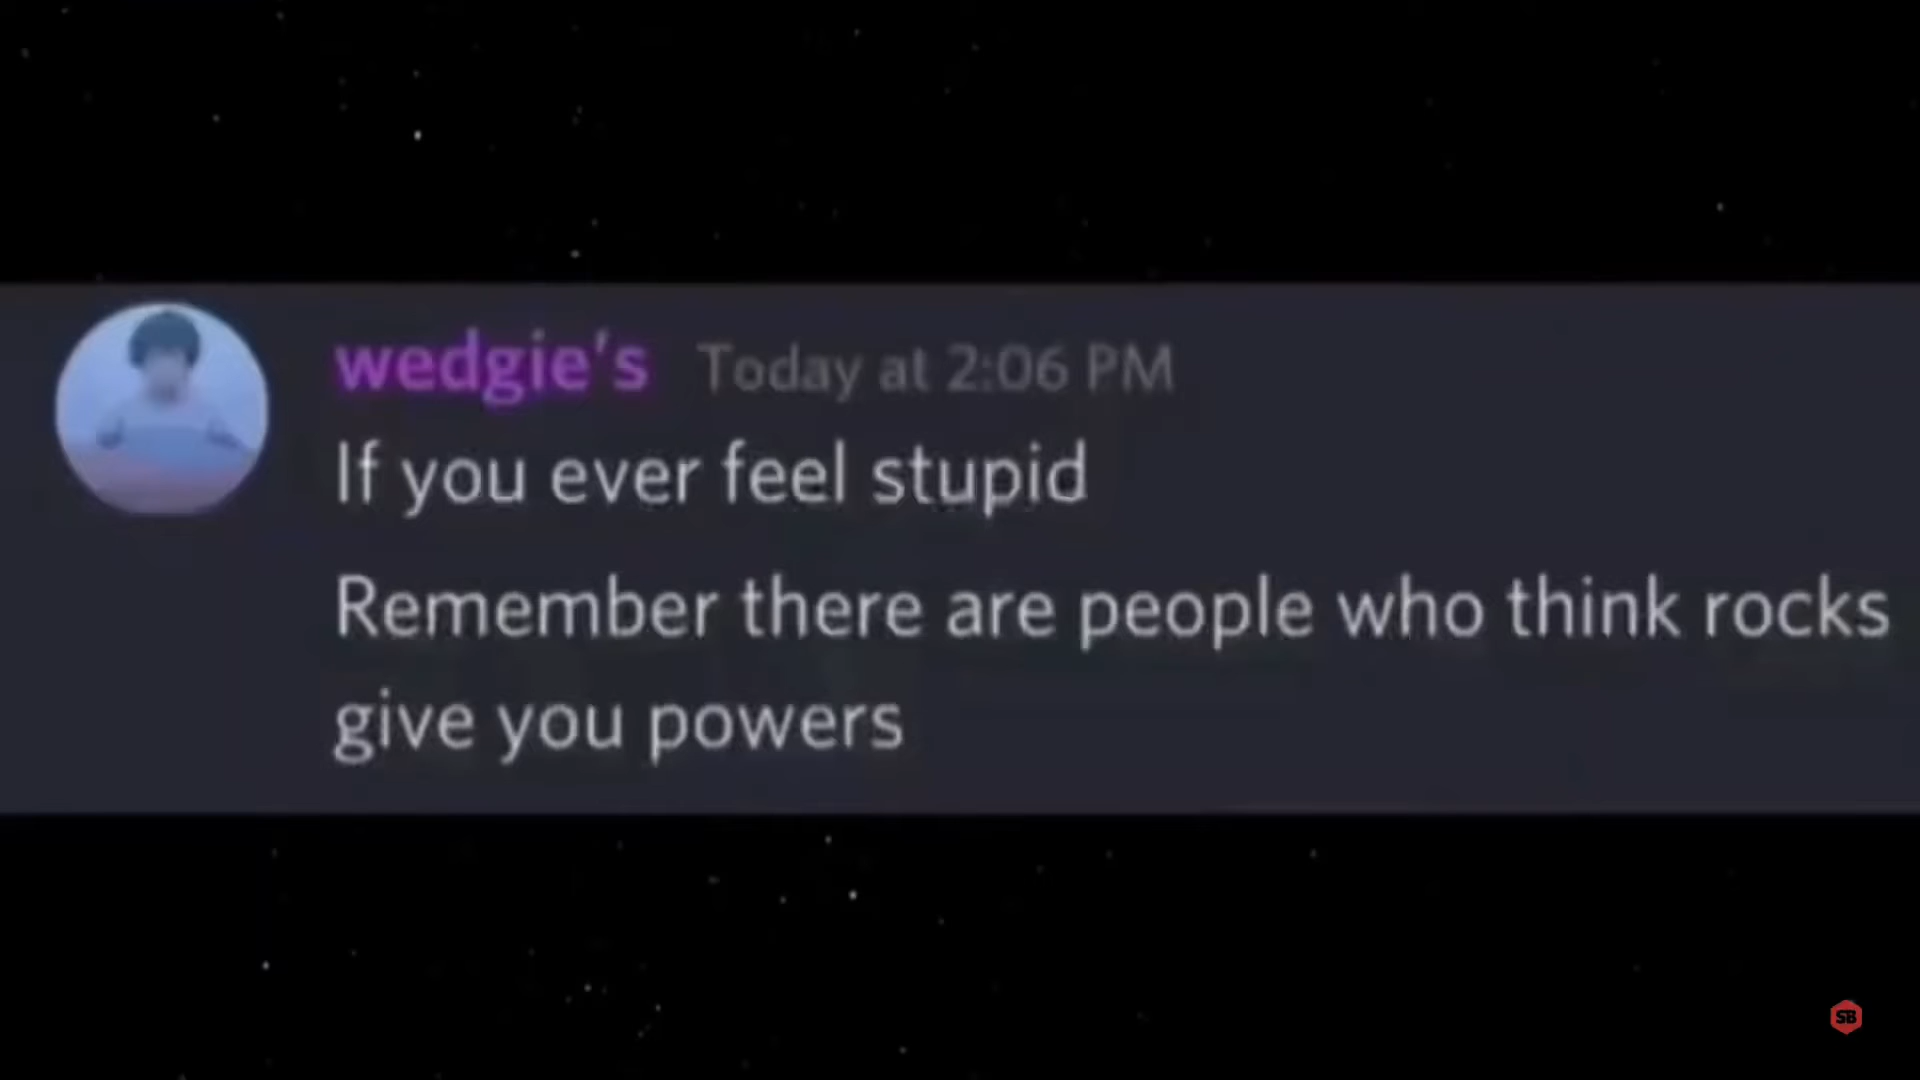 wedgie's Today at 2:06 PM
If you ever feel stupid
Remember there are people who think rocks
give you powers
SB